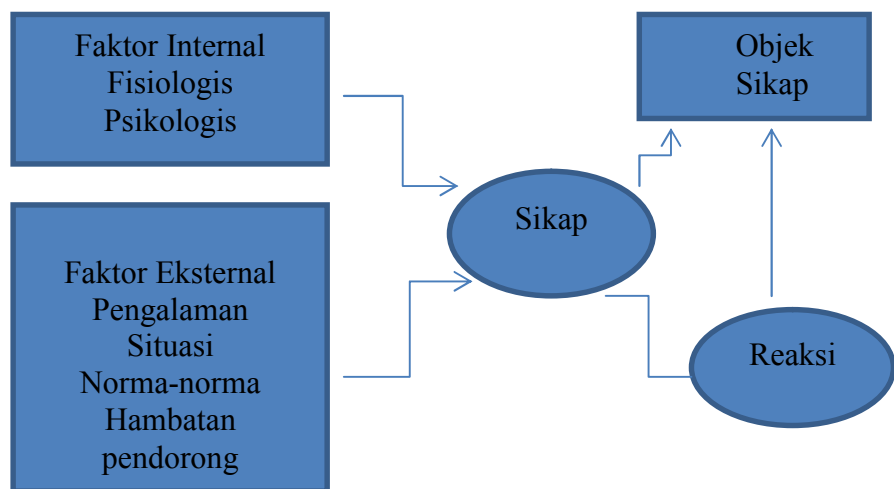 Faktor Internal
Fisiologis
Psikologis
Objek
Sikap
Sikap
Faktor Eksternal
Pengalaman
Situasi
Norma-norma
Hambatan
pendorong
Reaksi